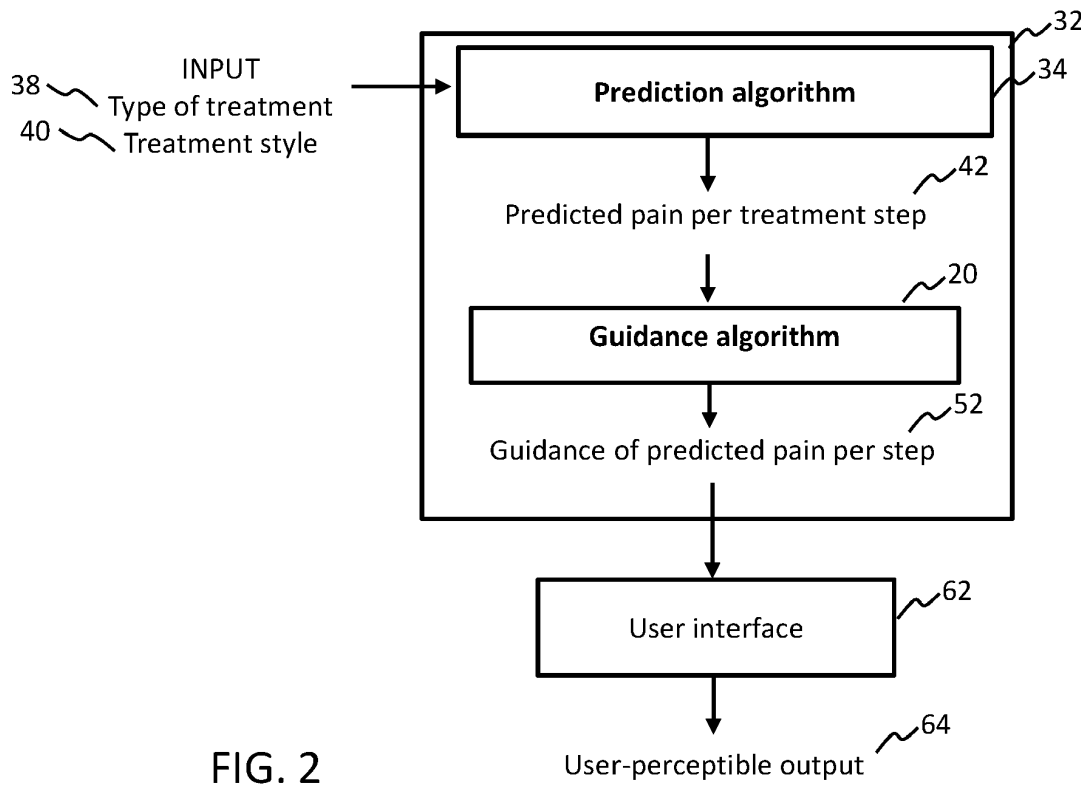 32
INPUT
38
Type of treatment
40
Treatment style
Prediction algorithm
34
42
Predicted pain per treatment step
20
Guidance algorithm
52
Guidance of predicted pain per step
62
User interface
64
User-perceptible output
FIG. 2